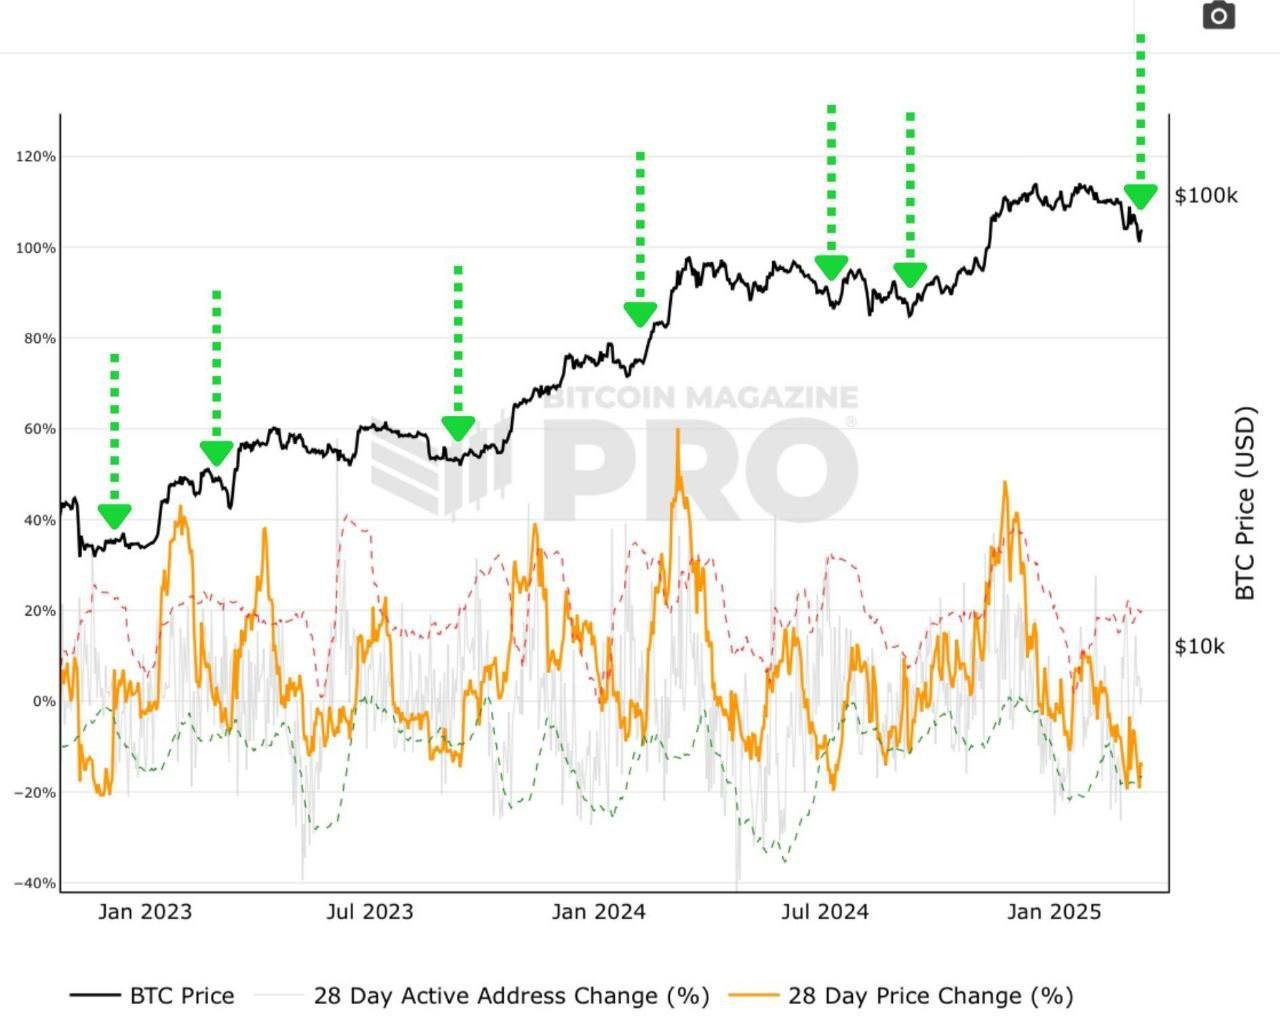 120%
100%
80%
60%
40%
20%
0%
−20%
−40%
$100k
$10k
BTC Price (USD)
BITCOIN MAGAZINE
PRO®
Jan 2023
Jul 2023
Jan 2024
Jul 2024
Jan 2025
BTC Price
28 Day Active Address Change (%)
28 Day Price Change (%)